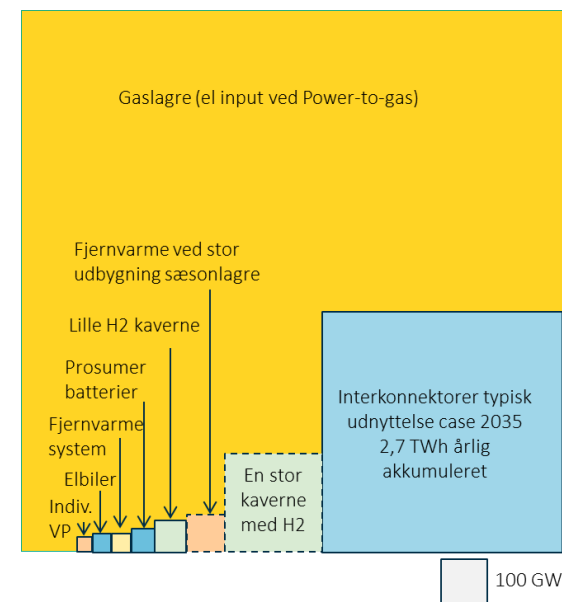 Gaslagre (el input ved Power-to-gas)
Fjernvarme ved stor
udbygning sæsonlagre
Lille H2 kaverne
Prosumer
batterier
Fjernvarme
system
Elbiler
Indiv.
VP
En stor
kaverne
med H2
Interkonnektorer typisk
udnyttelse case 2035
2,7 TWh årlig
akkumuleret
100 GW